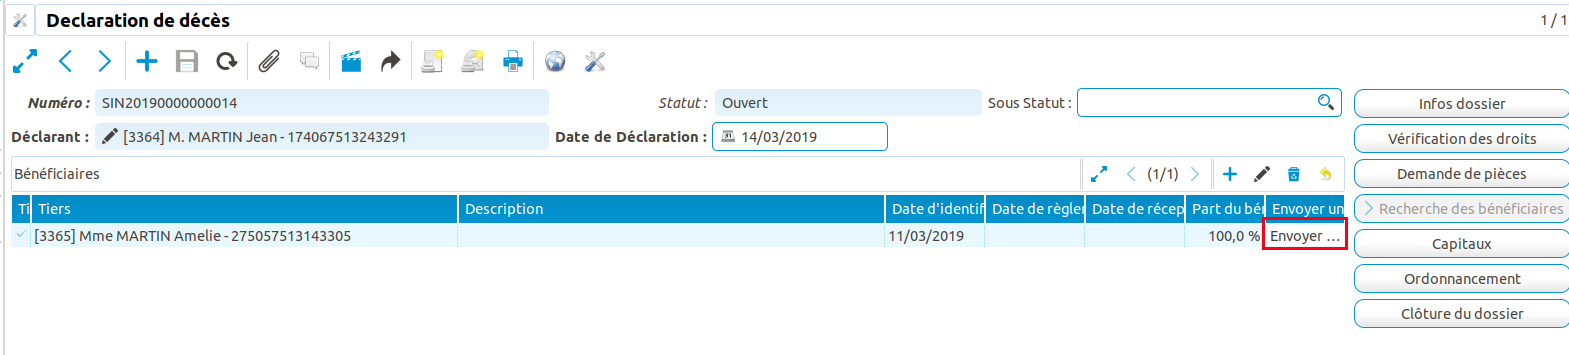 Declaration de décès
1 / 1
Numéro : SIN20190000000014 Statut : Ouvert Sous Statut :
Infos dossier
Déclarant : [3364] M. MARTIN Jean - 174067513243291 Date de Déclaration : 31 14/03/2019
Vérification des droits
Bénéficiaires (1/1)
Demande de pièces
Ti Tiers Description Date d'identif Date de règler Date de récep Part du bé Envoyer un
Recherche des bénéficiaires
[3365] Mme MARTIN Amelie - 275057513143305 11/03/2019 100,0 % Envoyer ...
Capitaux
Ordonnancement
Clôture du dossier